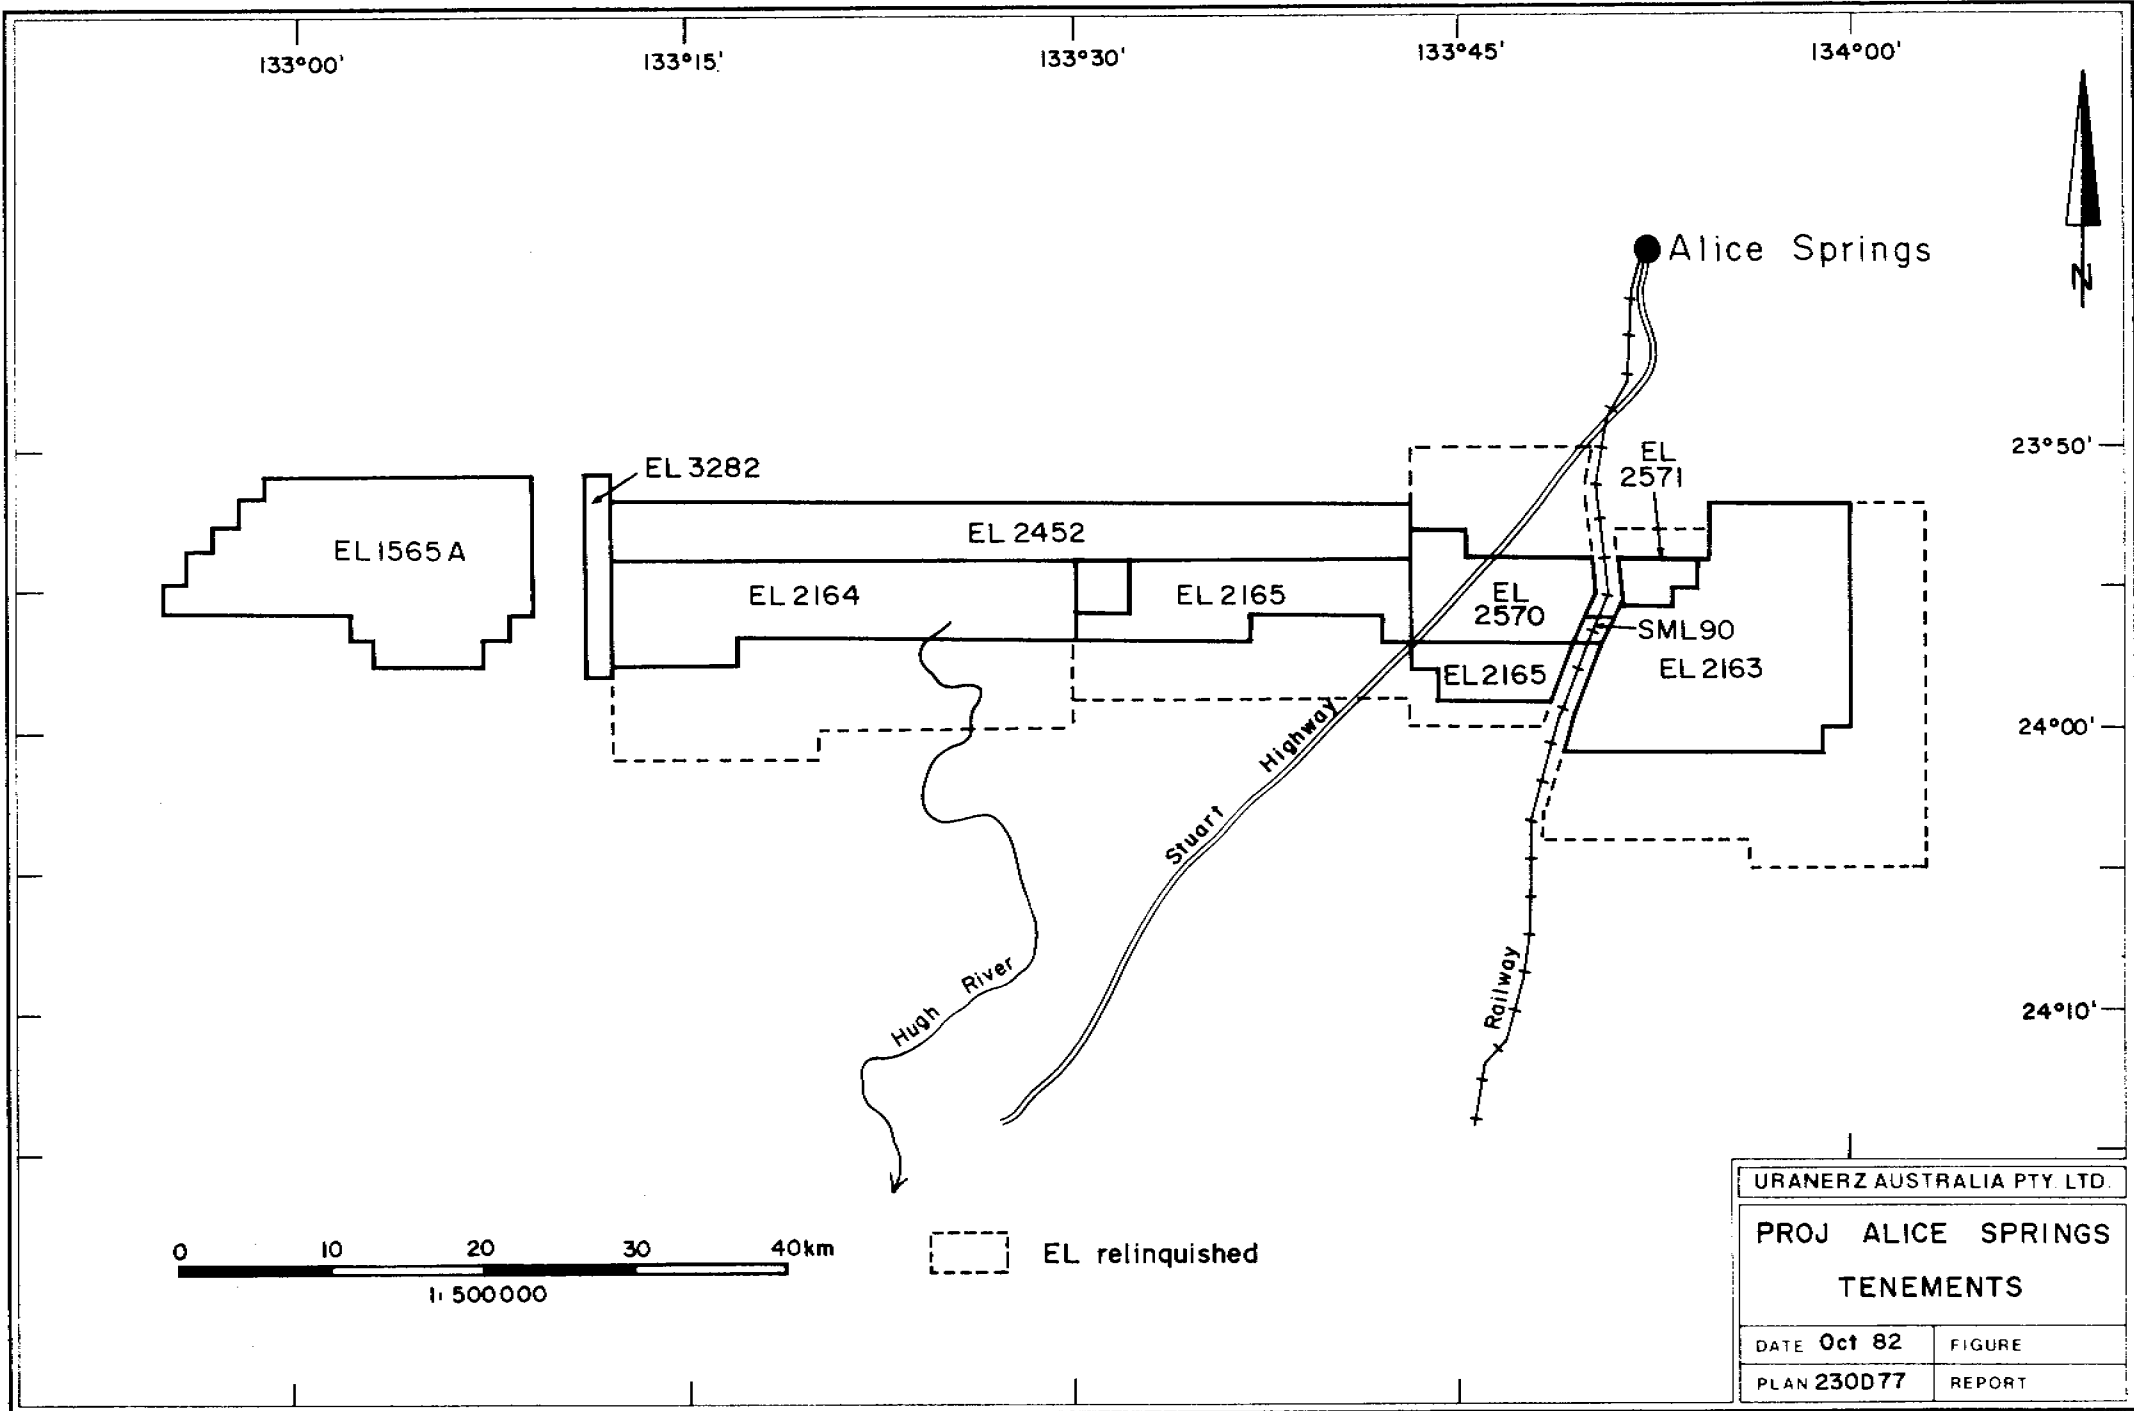 133°00'
133°15'
133°30'
133°45'
134°00'
N
Alice Springs
23°50'
EL 3282
EL
2571
EL 2452
EL 1565 A
EL 2164
EL 2165
EL
2570
SML90
EL 2165
EL 2163
24°00'
Stuart Highway
Hugh River
Railway
24°10'
0 10 20 30 40km
1:500000
EL relinquished
URANERZ AUSTRALIA PTY. LTD.
PROJ ALICE SPRINGS
TENEMENTS
DATE Oct 82
FIGURE
PLAN 230D77
REPORT